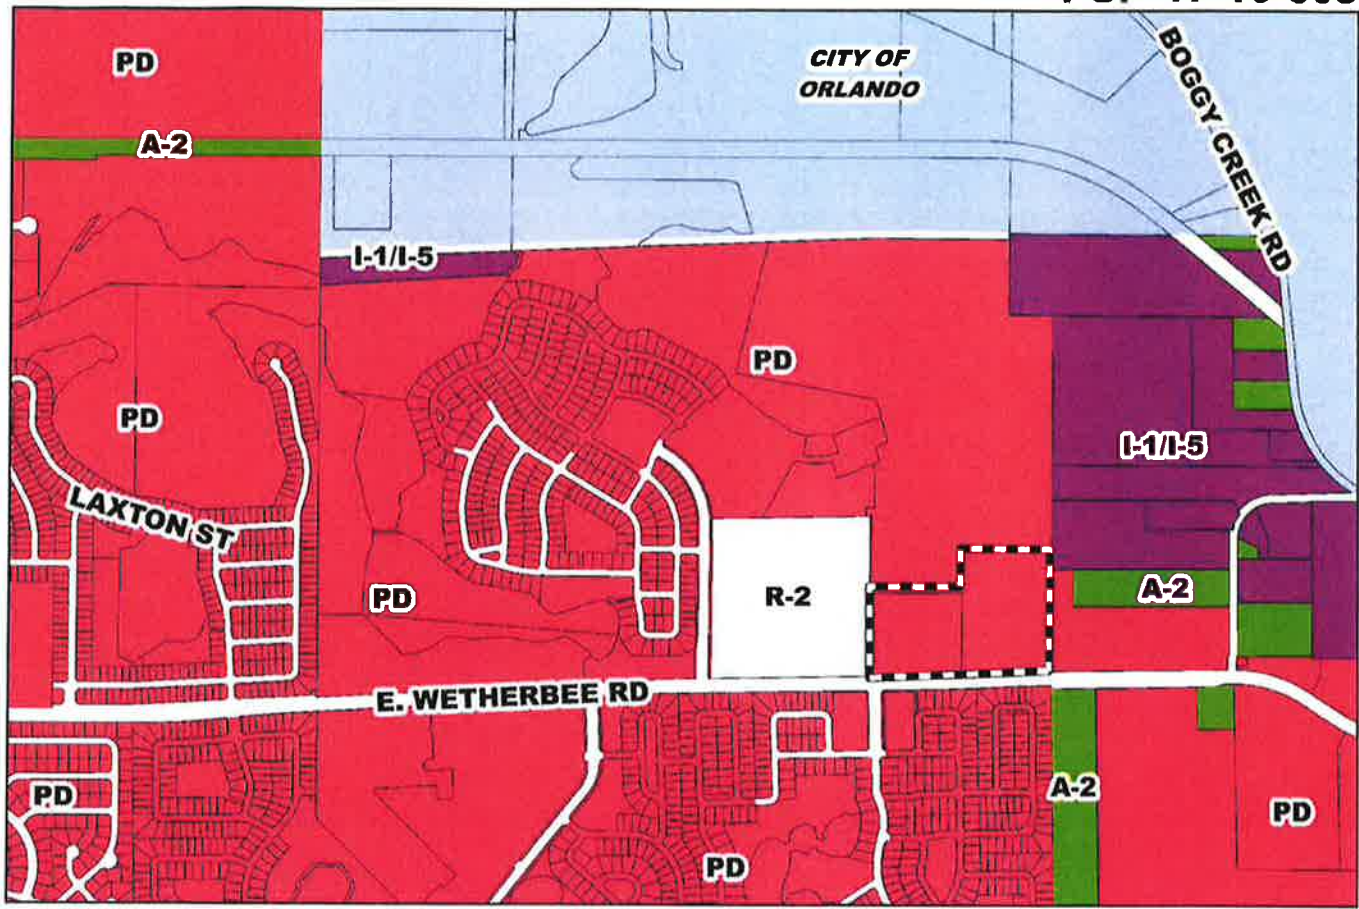 PD
CITY OF
ORLANDO
BOGGY CREEK RD
A-2
I-1/I-5
PD
PD
I-1/I-5
LAXTON ST
PD
R-2
A-2
E. WETHERBEE RD
PD
A-2
PD
PD